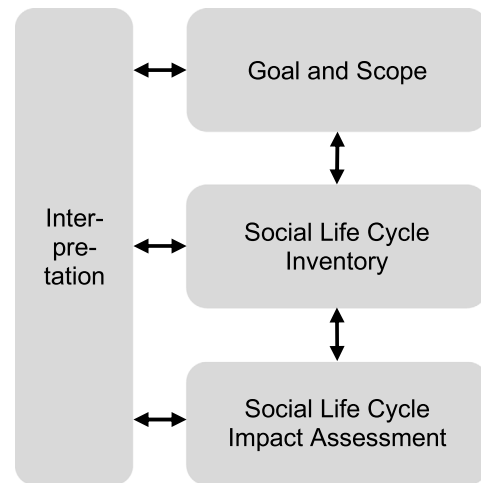 Goal and Scope
Inter-
pre-
tation
Social Life Cycle
Inventory
Social Life Cycle
Impact Assessment